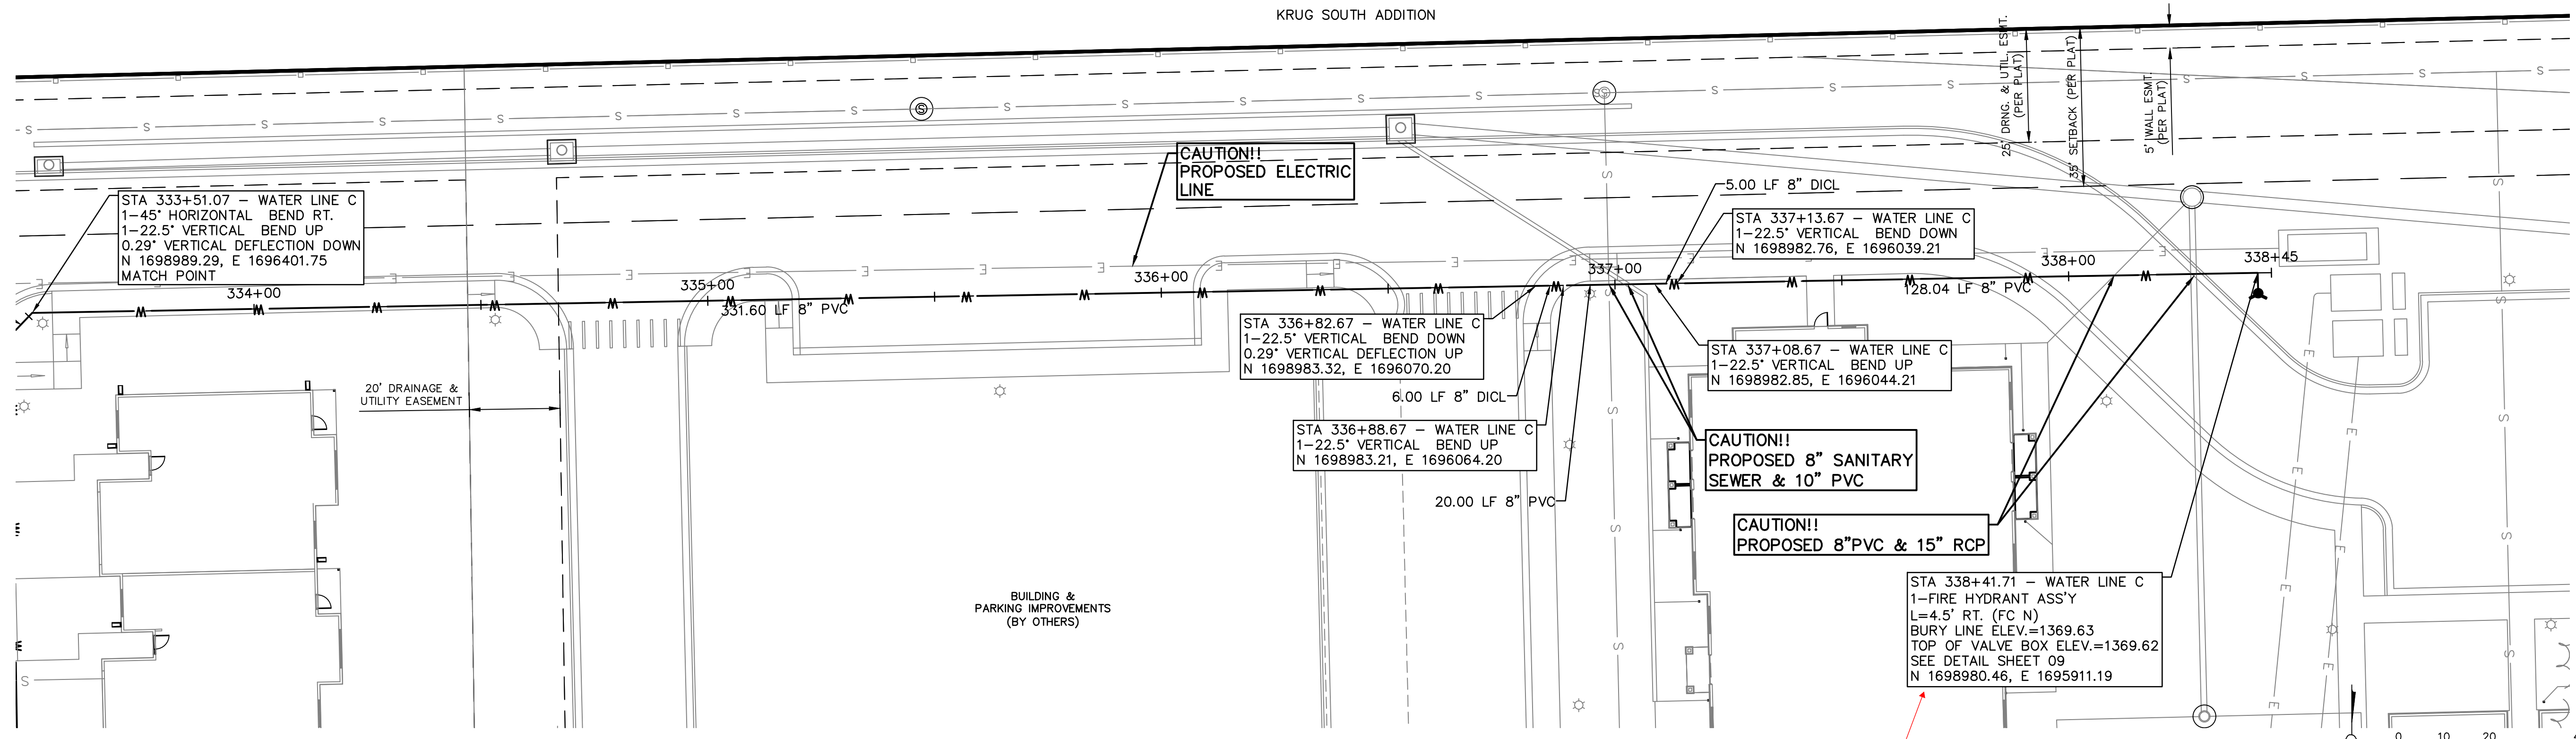 KRUG SOUTH ADDITION
25' DRNG. & UTIL. ESMT.
(PER PLAT)
35' SETBACK (PER PLAT)
5' WALL ESMT.
(PER PLAT)
CAUTION!!
PROPOSED ELECTRIC
LINE
STA 333+51.07 – WATER LINE C
1–45° HORIZONTAL BEND RT.
1–22.5° VERTICAL BEND UP
0.29° VERTICAL DEFLECTION DOWN
N 1698989.29, E 1696401.75
MATCH POINT
5.00 LF 8" DICL
STA 337+13.67 – WATER LINE C
1–22.5° VERTICAL BEND DOWN
N 1698982.76, E 1696039.21
334+00
335+00
336+00
337+00
338+00
338+45
331.60 LF 8" PVC
128.04 LF 8" PVC
STA 336+82.67 – WATER LINE C
1–22.5° VERTICAL BEND DOWN
0.29° VERTICAL DEFLECTION UP
N 1698983.32, E 1696070.20
STA 337+08.67 – WATER LINE C
1–22.5° VERTICAL BEND UP
N 1698982.85, E 1696044.21
20' DRAINAGE &
UTILITY EASEMENT
6.00 LF 8" DICL
STA 336+88.67 – WATER LINE C
1–22.5° VERTICAL BEND UP
N 1698983.21, E 1696064.20
CAUTION!!
PROPOSED 8" SANITARY
SEWER & 10" PVC
20.00 LF 8" PVC
CAUTION!!
PROPOSED 8"PVC & 15" RCP
BUILDING &
PARKING IMPROVEMENTS
(BY OTHERS)
STA 338+41.71 – WATER LINE C
1–FIRE HYDRANT ASS'Y
L=4.5' RT. (FC N)
BURY LINE ELEV.=1369.63
TOP OF VALVE BOX ELEV.=1369.62
SEE DETAIL SHEET 09
N 1698980.46, E 1695911.19
0 10 20